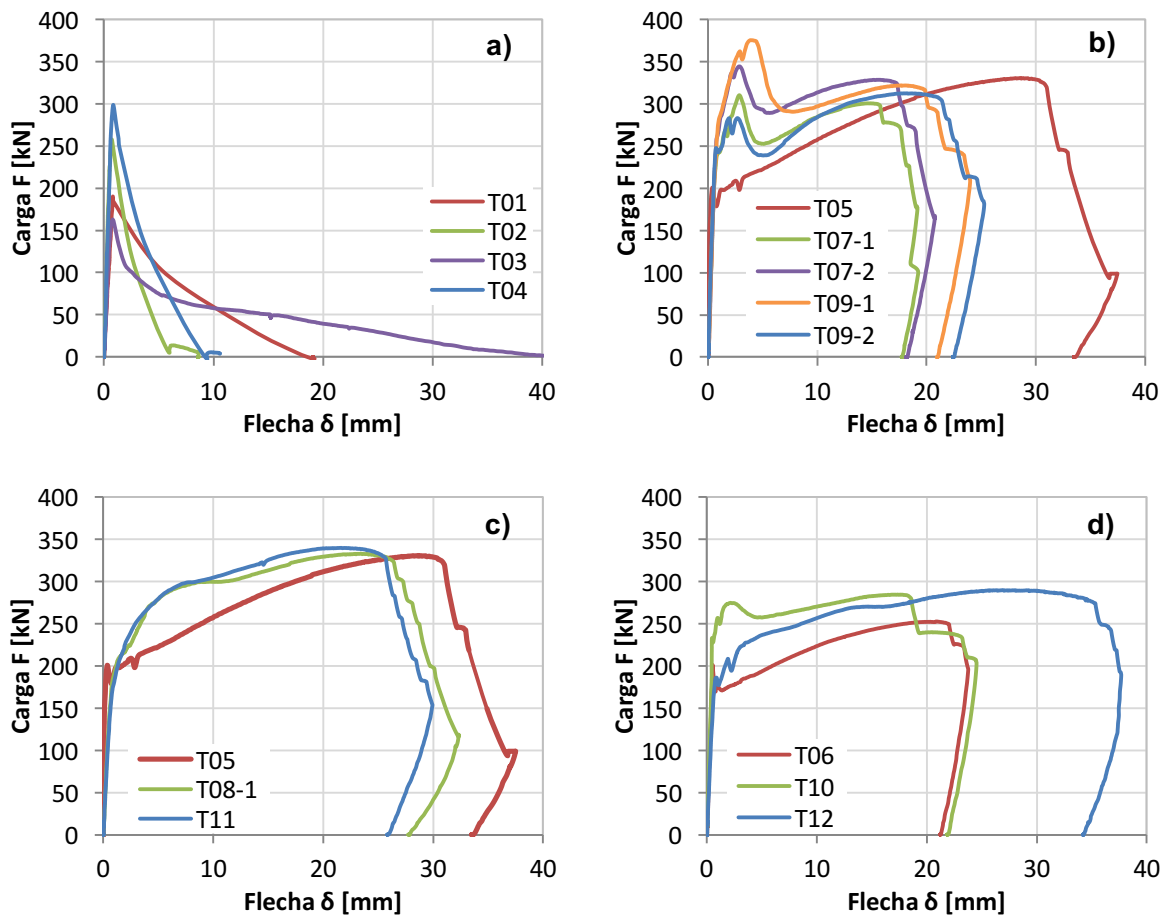 a)
Carga F [kN]
400
350
300
250
200
150
100
50
0
T01
T02
T03
T04
0 10 20 30 40
Flecha δ [mm]
b)
Carga F [kN]
400
350
300
250
200
150
100
50
0
T05
T07-1
T07-2
T09-1
T09-2
0 10 20 30 40
Flecha δ [mm]
c)
Carga F [kN]
400
350
300
250
200
150
100
50
0
T05
T08-1
T11
0 10 20 30 40
Flecha δ [mm]
d)
Carga F [kN]
400
350
300
250
200
150
100
50
0
T06
T10
T12
0 10 20 30 40
Flecha δ [mm]